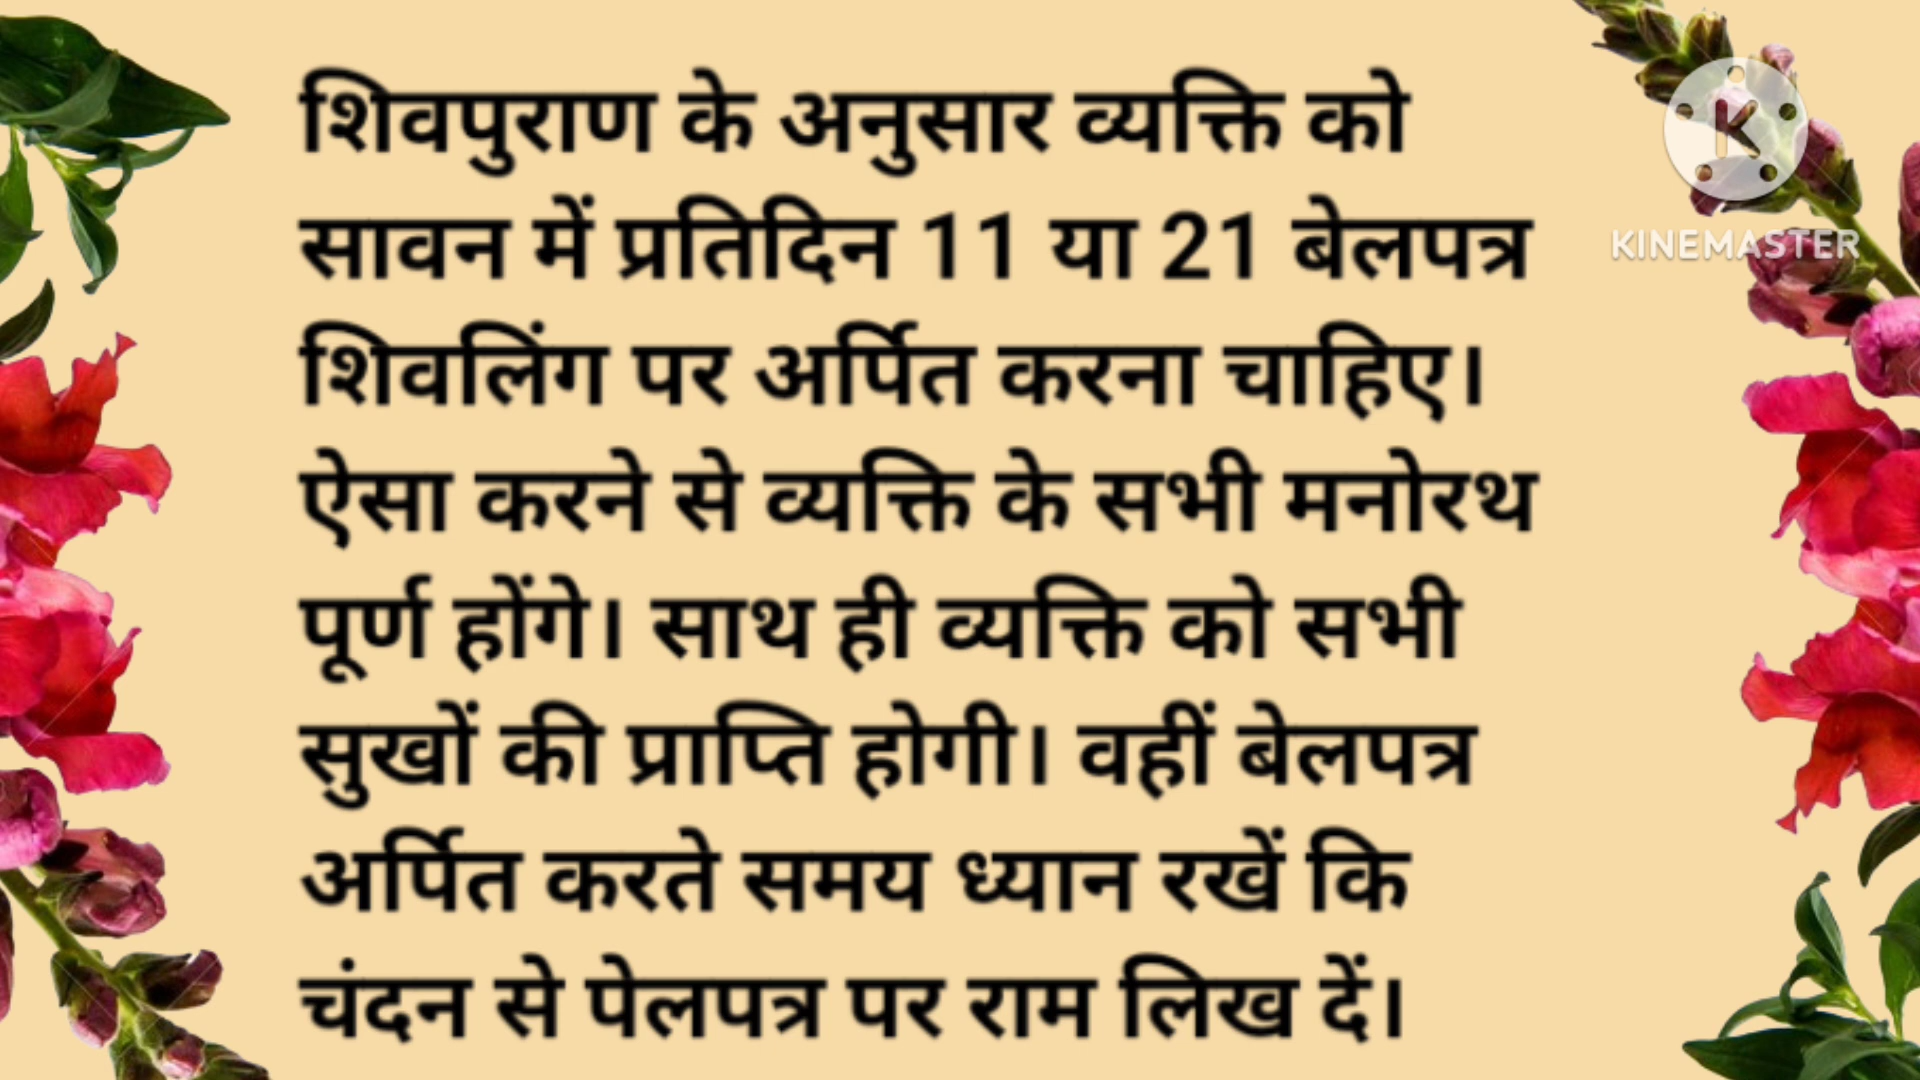 शिवपुराण के अनुसार व्यक्ति को
सावन में प्रतिदिन 11 या 21 बेलपत्र
शिवलिंग पर अर्पित करना चाहिए।
ऐसा करने से व्यक्ति के सभी मनोरथ
पूर्ण होंगे। साथ ही व्यक्ति को सभी
सुखों की प्राप्ति होगी। वहीं बेलपत्र
अर्पित करते समय ध्यान रखें कि
चंदन से पेलपत्र पर राम लिख दें।
K
KINEMASTER